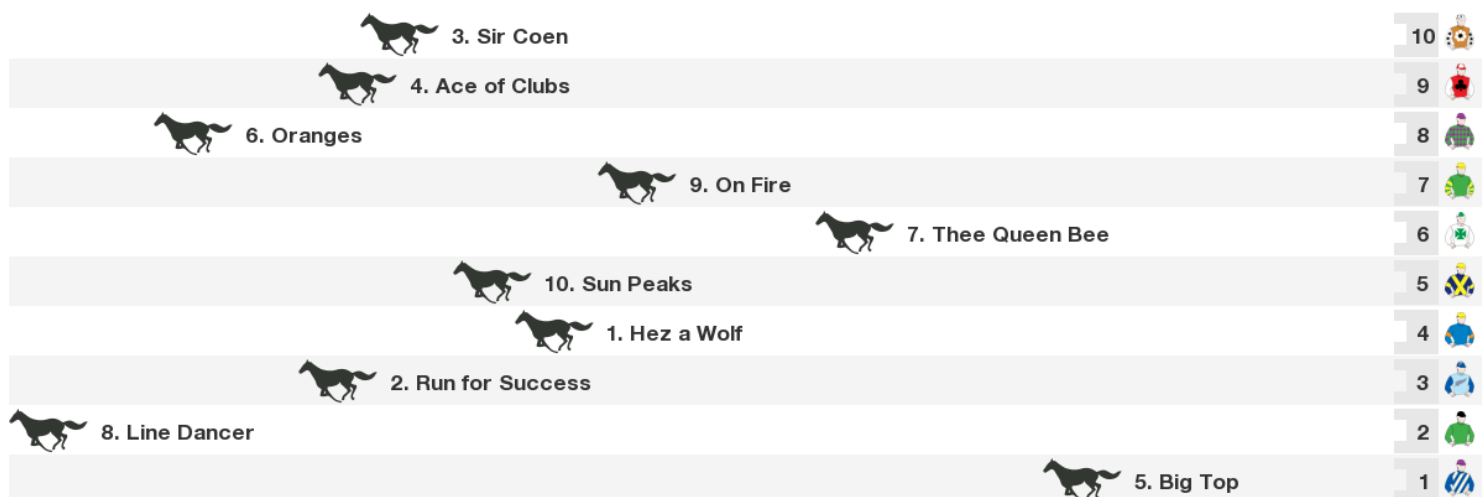 3. Sir Coen 10
4. Ace of Clubs 9
6. Oranges 8
9. On Fire 7
7. Thee Queen Bee 6
10. Sun Peaks 5
1. Hez a Wolf 4
2. Run for Success 3
8. Line Dancer 2
5. Big Top 1